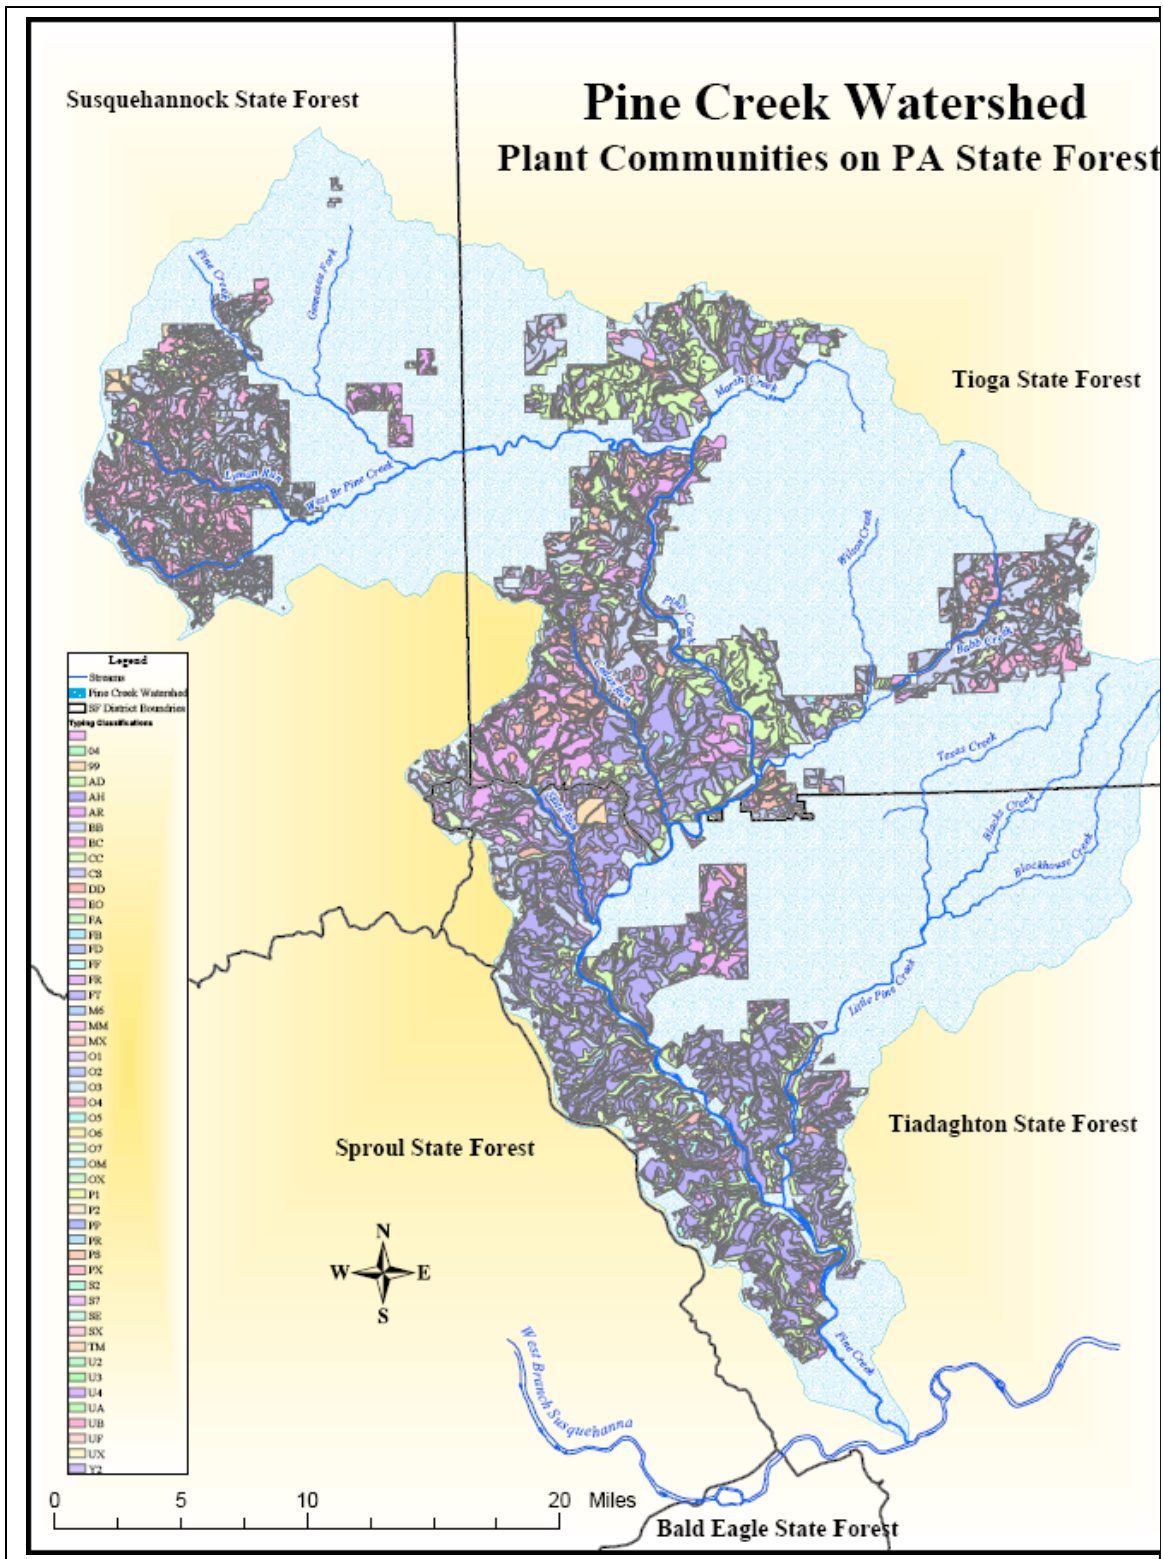 Pine Creek Watershed
Plant Communities on PA State Forest
Susquehannock State Forest
Tioga State Forest
Pine Creek
Genesee Fork
Marsh Creek
Lyman Run
West Br Pine Creek
Wilson Creek
Pine Creek
Babb Creek
Cedar Run
Texas Creek
Slate Run
Blacks Creek
Blockhouse Creek
Little Pine Creek
Tiadaghton State Forest
Sproul State Forest
N
W E
S
Pine Creek
West Branch Susquehanna
Bald Eagle State Forest
Legend
Streams
Pine Creek Watershed
SF District Boundries
Typing Classifications
04
99
AD
AH
AR
BB
BC
CC
CS
DD
EO
FA
FB
FD
FF
FR
FT
M6
MM
MX
O1
O2
O3
O4
O5
O6
O7
OM
OX
P1
P2
PP
PR
PS
PX
S2
S7
SE
SX
TM
U2
U3
U4
UA
UB
UF
UX
Y2
0 5 10 20 Miles